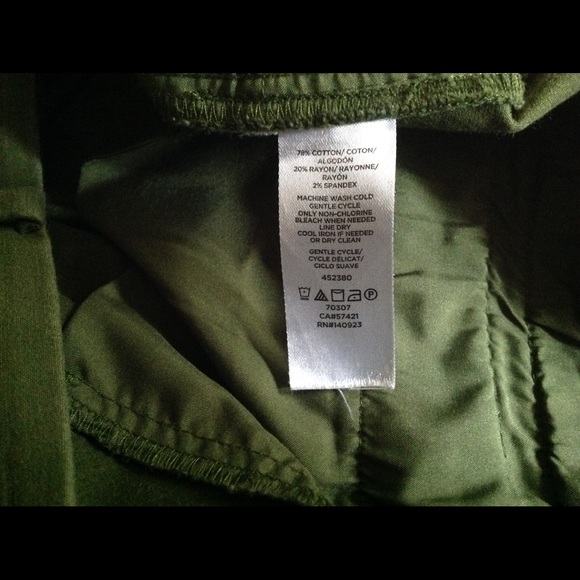 78% COTTON/ COTON/
ALGODÓN
20% RAYON/ RAYONNE/
RAYÓN
2% SPANDEX
MACHINE WASH COLD
GENTLE CYCLE
ONLY NON-CHLORINE
BLEACH WHEN NEEDED
LINE DRY
COOL IRON IF NEEDED
OR DRY CLEAN
GENTLE CYCLE/
CYCLE DÉLICAT/
CICLO SUAVE
452380
P
70307
CA#57421
RN#140923